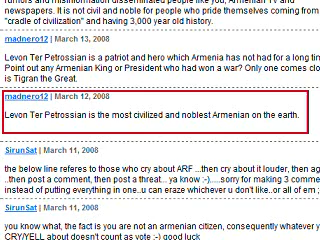 rumors and misinformation disseminated people like you, Armenian TV and
newspapers. It is not civil and noble for people who pride themselves coming from
"cradle of civilization" and having 3,000 year old history.
madnero12 | March 13, 2008
Levon Ter Petrossian is a patriot and hero which Armenia has not had for a long tim
Point out any Armenian King or President who had won a war? Only one comes clo
is Tigran the Great.
madnero12 | March 12, 2008
Levon Ter Petrossian is the most civilized and noblest Armenian on the earth.
SirunSat | March 11, 2008
the below line referes to those who cry about ARF ...then cry about it louder, then ag
..then post a comment, then post a threat... ya know :-).....sorry for making 3 comme
instead of putting everything in one..u can eraze whichever u don't like..or all of em ;
SirunSat | March 11, 2008
you know what, the fact is you are not an armenian citizen, consequently whatever y
CRY/YELL about doesn't count as vote :-) good luck